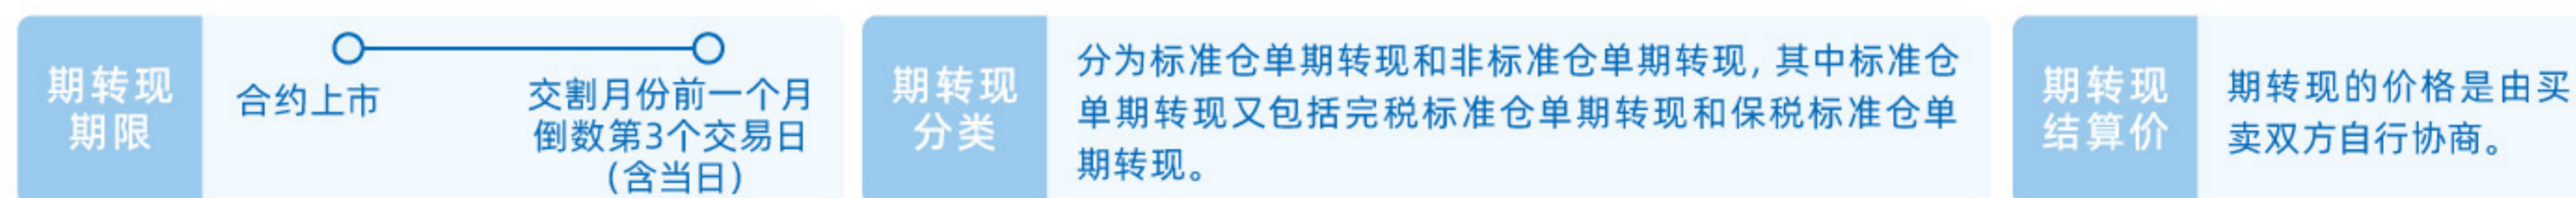 期转现
期限
合约上市
交割月份前一个月
倒数第3个交易日
(含当日)
期转现
分类
分为标准仓单期转现和非标准仓单期转现, 其中标准仓
单期转现又包括完税标准仓单期转现和保税标准仓单
期转现。
期转现
结算价
期转现的价格是由买
卖双方自行协商。